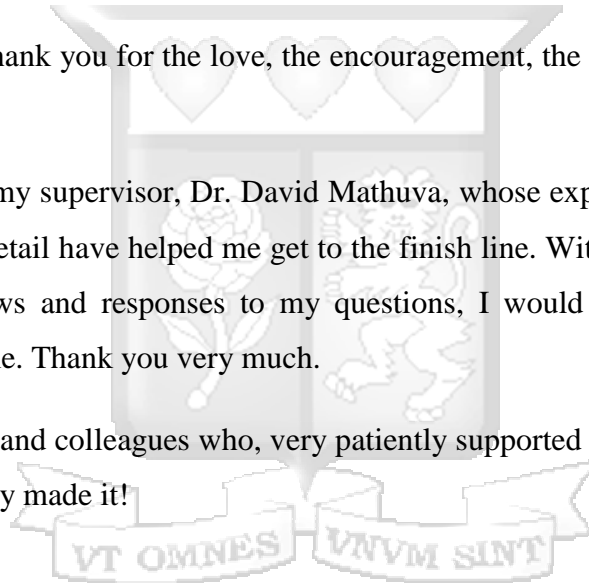 hank you for the love, the encouragement, the
my supervisor, Dr. David Mathuva, whose exp
etail have helped me get to the finish line. Wit
ws and responses to my questions, I would
e. Thank you very much.
and colleagues who, very patiently supported
y made it!
VT OMNES VNVM SINT